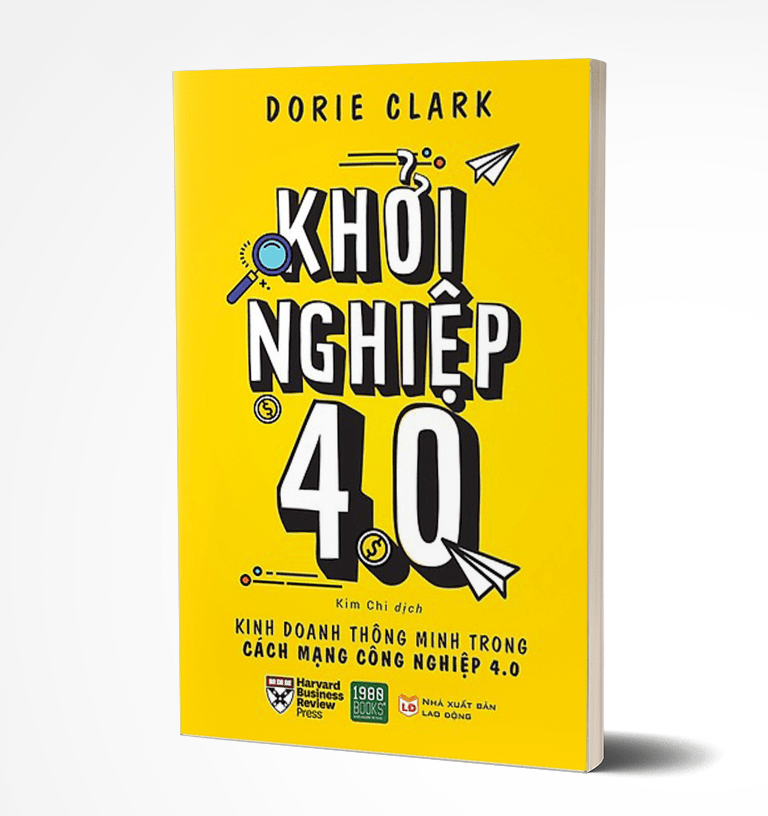 DORIE CLARK
KHỞI
NGHIỆP
4.0
Kim Chi dịch
KINH DOANH THÔNG MINH TRONG
CÁCH MẠNG CÔNG NGHIỆP 4.0
Harvard
Business
Review
Press
1980
BOOKS
NHÀ XUẤT BẢN
LAO ĐỘNG
LĐ